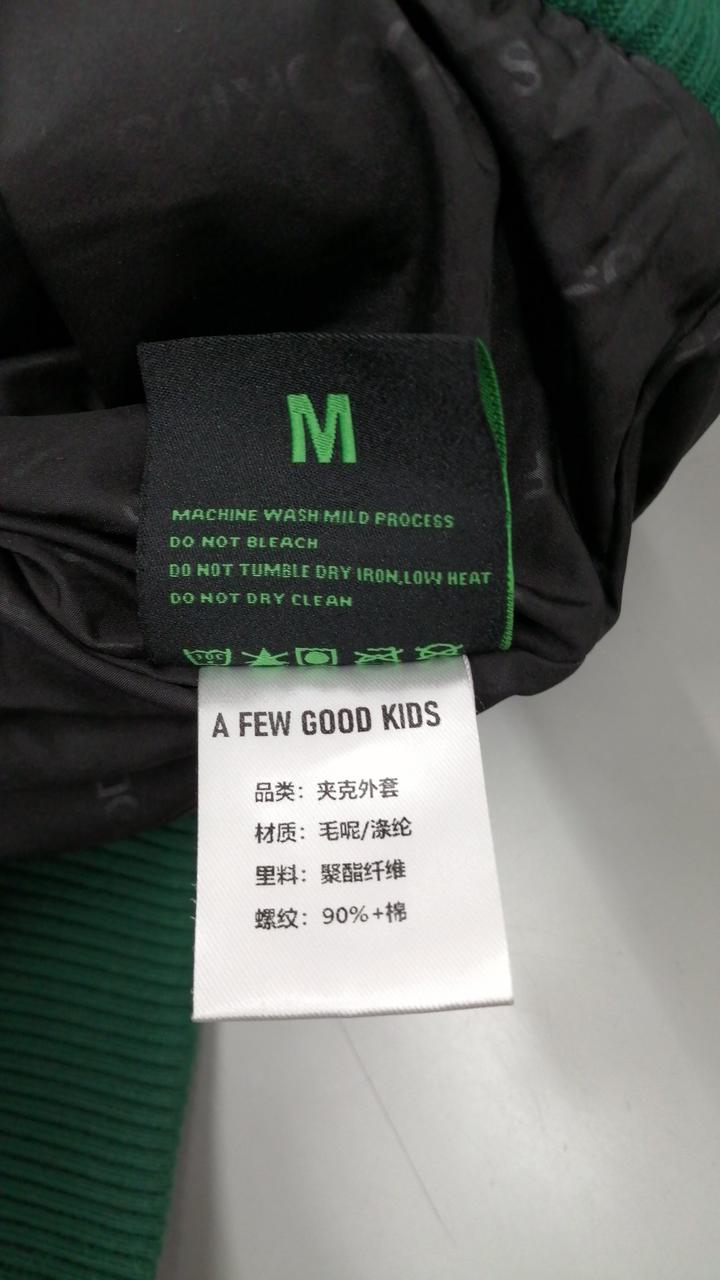 M
MACHINE WASH MILD PROCESS
DO NOT BLEACH
DO NOT TUMBLE DRY IRON,LOW HEAT
DO NOT DRY CLEAN
30C
A FEW GOOD KIDS
品类：夹克外套
材质：毛呢/涤纶
里料：聚酯纤维
螺纹：90%+棉